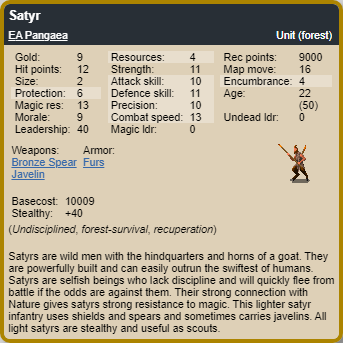 Satyr
EA Pangaea Unit (forest)
Gold: 9 Resources: 4 Rec points: 9000
Hit points: 12 Strength: 11 Map move: 16
Size: 2 Attack skill: 10 Encumbrance: 4
Protection: 6 Defence skill: 11 Age: 22
Magic res: 13 Precision: 10 (50)
Morale: 9 Combat speed: 13 Undead ldr: 0
Leadership: 40 Magic ldr: 0
Weapons: Armor:
Bronze Spear Furs
Javelin
Basecost: 10009
Stealthy: +40
(Undisciplined, forest-survival, recuperation)
Satyrs are wild men with the hindquarters and horns of a goat. They
are powerfully built and can easily outrun the swiftest of humans.
Satyrs are selfish beings who lack discipline and will quickly flee from
battle if the odds are against them. Their strong connection with
Nature gives satyrs strong resistance to magic. This lighter satyr
infantry uses shields and spears and sometimes carries javelins. All
light satyrs are stealthy and useful as scouts.